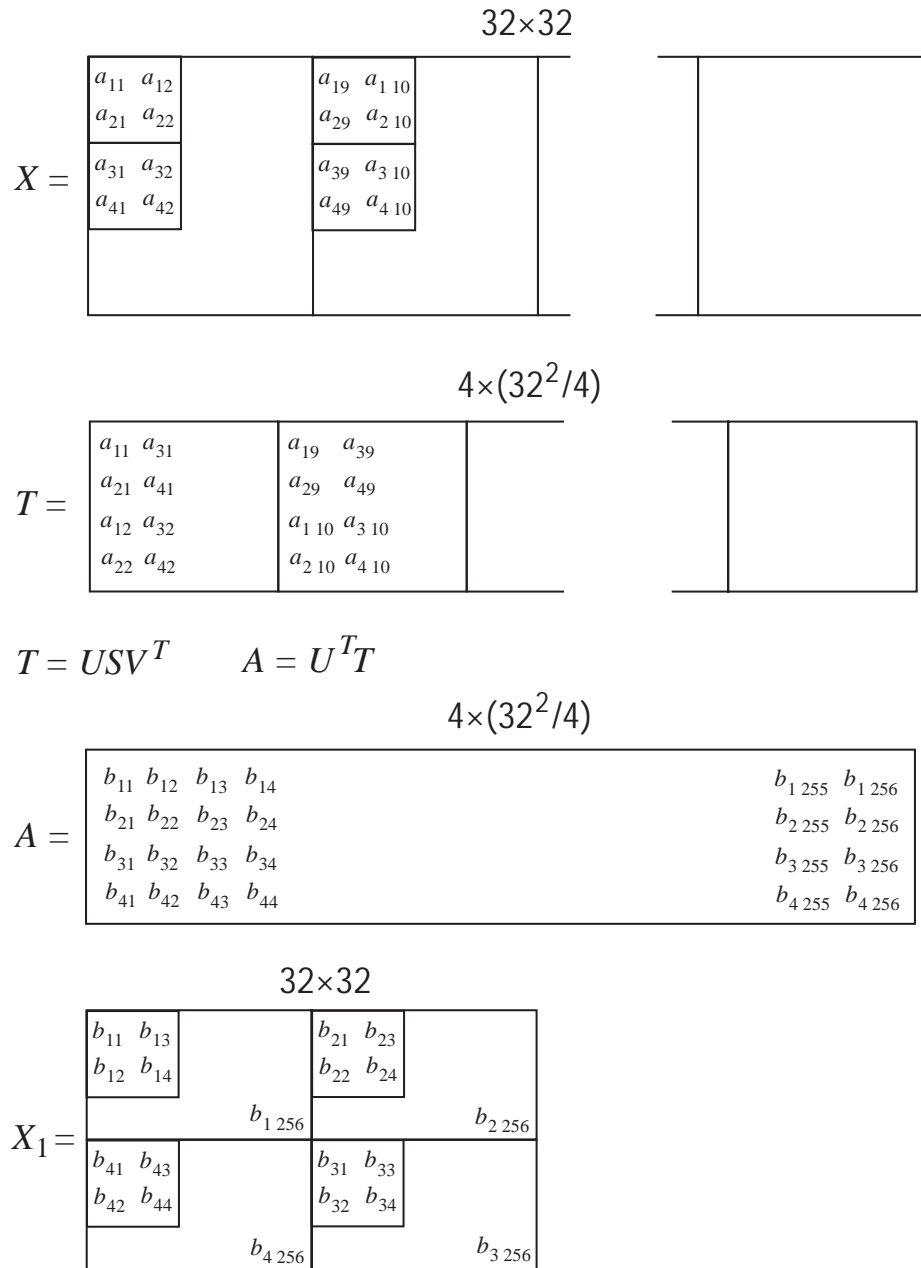 32×32
a₁₁ a₁₂ a₁₉ a₁ ₁₀
a₂₁ a₂₂ a₂₉ a₂ ₁₀
X =
a₃₁ a₃₂ a₃₉ a₃ ₁₀
a₄₁ a₄₂ a₄₉ a₄ ₁₀
4×(32²/4)
a₁₁ a₃₁ a₁₉ a₃₉
a₂₁ a₄₁ a₂₉ a₄₉
T =
a₁₂ a₃₂ a₁ ₁₀ a₃ ₁₀
a₂₂ a₄₂ a₂ ₁₀ a₄ ₁₀
T = USVᵀ A = UᵀT
4×(32²/4)
b₁₁ b₁₂ b₁₃ b₁₄ b₁ ₂₅₅ b₁ ₂₅₆
b₂₁ b₂₂ b₂₃ b₂₄ b₂ ₂₅₅ b₂ ₂₅₆
A =
b₃₁ b₃₂ b₃₃ b₃₄ b₃ ₂₅₅ b₃ ₂₅₆
b₄₁ b₄₂ b₄₃ b₄₄ b₄ ₂₅₅ b₄ ₂₅₆
32×32
b₁₁ b₁₃ b₂₁ b₂₃
b₁₂ b₁₄ b₂₂ b₂₄
b₁ ₂₅₆ b₂ ₂₅₆
X₁ =
b₄₁ b₄₃ b₃₁ b₃₃
b₄₂ b₄₄ b₃₂ b₃₄
b₄ ₂₅₆ b₃ ₂₅₆